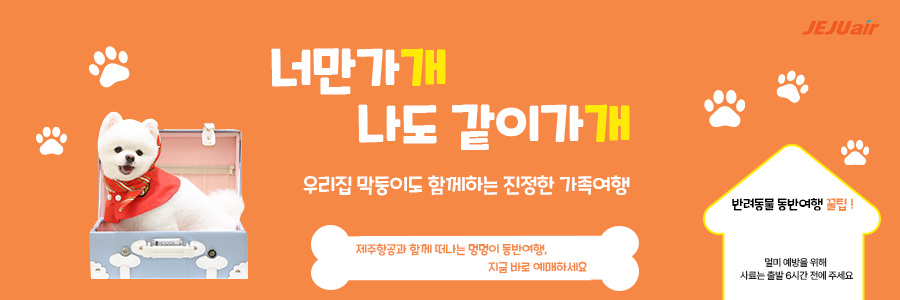 JEJUair
너만가개
나도 같이가개
우리집 막둥이도 함께하는 진정한 가족여행
제주항공과 함께 떠나는 멍멍이 동반여행,
지금 바로 예매하세요
반려동물 동반여행 꿀팁 !
멀미 예방을 위해
사료는 출발 6시간 전에 주세요